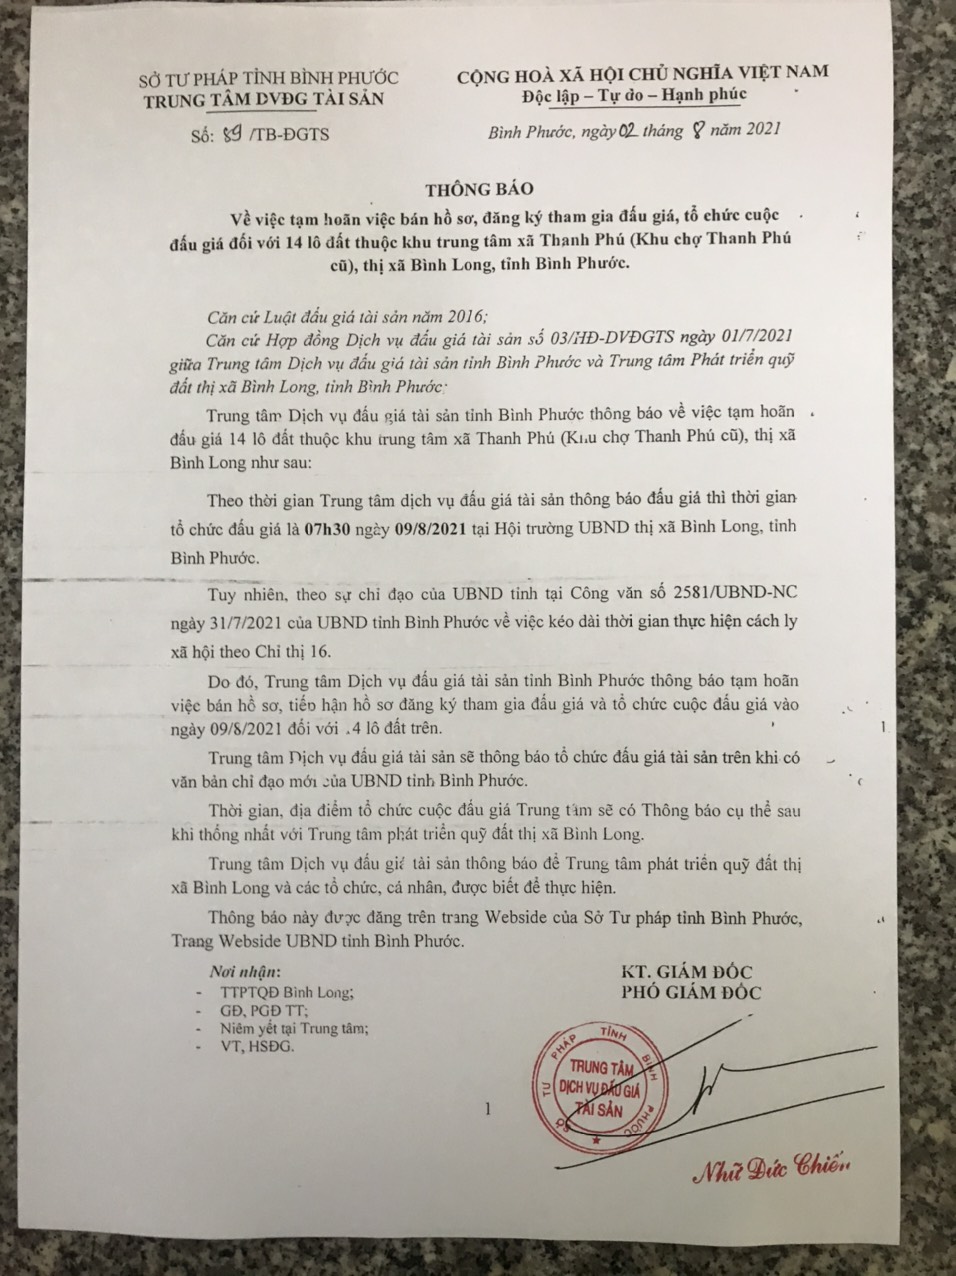 SỞ TƯ PHÁP TỈNH BÌNH PHƯỚC
TRUNG TÂM DVĐG TÀI SẢN
Số: 89 /TB-ĐGTS
CỘNG HOÀ XÃ HỘI CHỦ NGHĨA VIỆT NAM
Độc lập – Tự do – Hạnh phúc
Bình Phước, ngày 02 tháng 8 năm 2021
THÔNG BÁO
Về việc tạm hoãn việc bán hồ sơ, đăng ký tham gia đấu giá, tổ chức cuộc
đấu giá đối với 14 lô đất thuộc khu trung tâm xã Thanh Phú (Khu chợ Thanh Phú
cũ), thị xã Bình Long, tỉnh Bình Phước.
Căn cứ Luật đấu giá tài sản năm 2016;
Căn cứ Hợp đồng Dịch vụ đấu giá tài sản số 03/HĐ-DVĐGTS ngày 01/7/2021
giữa Trung tâm Dịch vụ đấu giá tài sản tỉnh Bình Phước và Trung tâm Phát triển quỹ
đất thị xã Bình Long, tỉnh Bình Phước;
Trung tâm Dịch vụ đấu giá tài sản tỉnh Bình Phước thông báo về việc tạm hoãn
đấu giá 14 lô đất thuộc khu trung tâm xã Thanh Phú (Khu chợ Thanh Phú cũ), thị xã
Bình Long như sau:
Theo thời gian Trung tâm dịch vụ đấu giá tài sản thông báo đấu giá thì thời gian
tổ chức đấu giá là 07h30 ngày 09/8/2021 tại Hội trường UBND thị xã Bình Long, tỉnh
Bình Phước.
Tuy nhiên, theo sự chỉ đạo của UBND tỉnh tại Công văn số 2581/UBND-NC
ngày 31/7/2021 của UBND tỉnh Bình Phước về việc kéo dài thời gian thực hiện cách ly
xã hội theo Chỉ thị 16.
Do đó, Trung tâm Dịch vụ đấu giá tài sản tỉnh Bình Phước thông báo tạm hoãn
việc bán hồ sơ, tiếp hận hồ sơ đăng ký tham gia đấu giá và tổ chức cuộc đấu giá vào
ngày 09/8/2021 đối với .4 lô đất trên.
Trung tâm Dịch vụ đấu giá tài sản sẽ thông báo tổ chức đấu giá tài sản trên khi có
văn bản chỉ đạo mới của UBND tỉnh Bình Phước.
Thời gian, địa điểm tổ chức cuộc đấu giá Trung tâm sẽ có Thông báo cụ thể sau
khi thống nhất với Trung tâm phát triển quỹ đất thị xã Bình Long.
Trung tâm Dịch vụ đấu giá tài sản thông báo để Trung tâm phát triển quỹ đất thị
xã Bình Long và các tổ chức, cá nhân, được biết để thực hiện.
Thông báo này được đăng trên trang Webside của Sở Tư pháp tỉnh Bình Phước,
Trang Webside UBND tỉnh Bình Phước.
Nơi nhận:
- TTPTQĐ Bình Long;
- GĐ, PGĐ TT;
- Niêm yết tại Trung tâm;
- VT, HSĐG.
KT. GIÁM ĐỐC
PHÓ GIÁM ĐỐC
SỞ TƯ PHÁP TỈNH BÌNH PHƯỚC
TRUNG TÂM
DỊCH VỤ ĐẤU GIÁ
TÀI SẢN
Như Đức Chiến
1